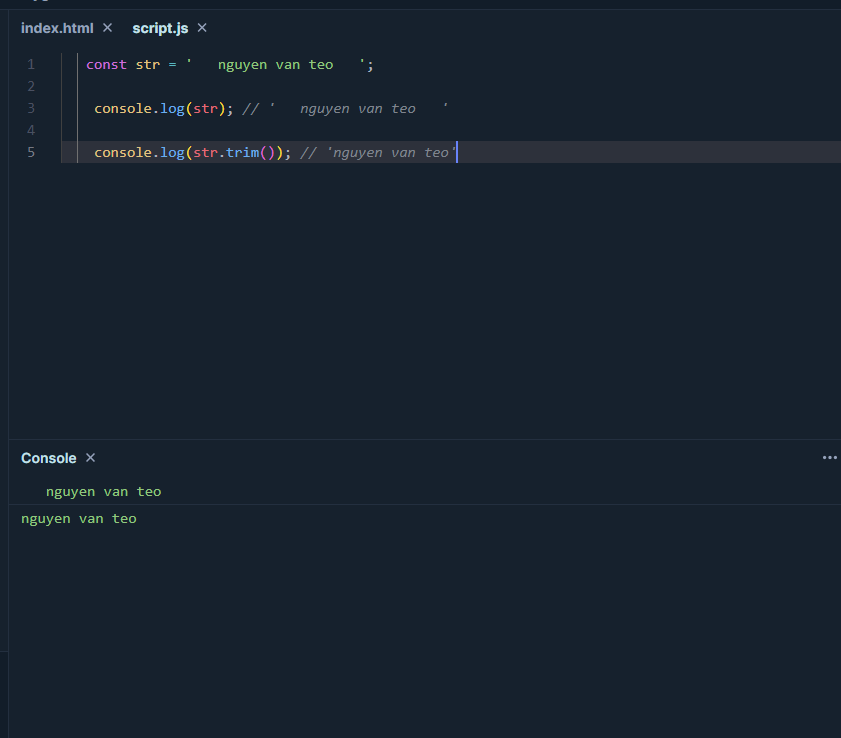 index.html × script.js ×
1 const str = '   nguyen van teo   ';
2
3 console.log(str); // '   nguyen van teo   '
4
5 console.log(str.trim()); // 'nguyen van teo'
Console × ...
   nguyen van teo
nguyen van teo